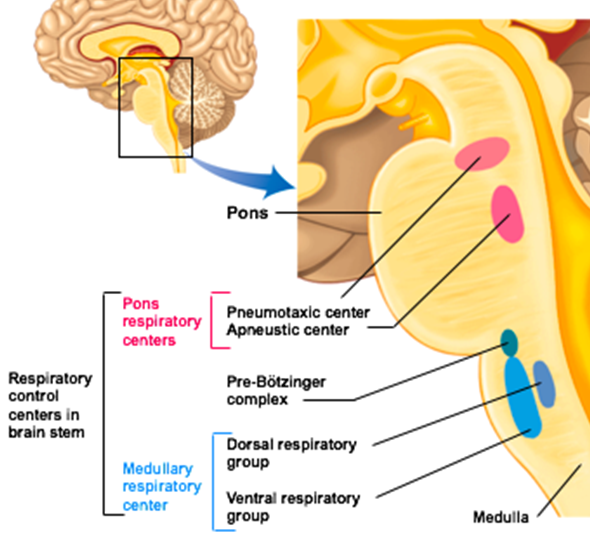 Pons
Pons
respiratory
centers
Pneumotaxic center
Apneustic center
Respiratory
control
centers in
brain stem
Pre-Bötzinger
complex
Medullary
respiratory
center
Dorsal respiratory
group
Ventral respiratory
group
Medulla